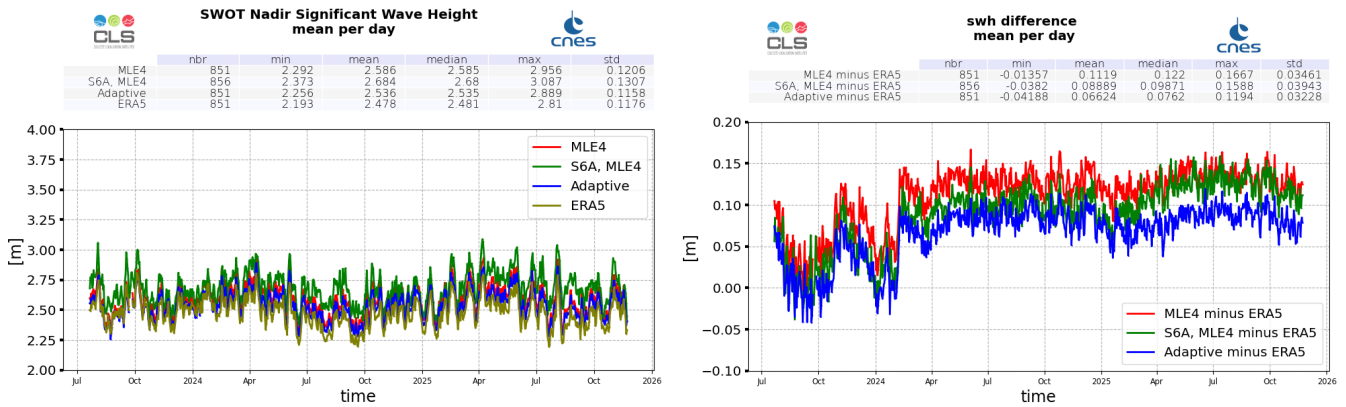 SWOT Nadir Significant Wave Height
mean per day
CLS
cnes
nbr min mean median max std
MLE4 851 2.292 2.586 2.585 2.956 0.1206
S6A, MLE4 856 2.373 2.684 2.68 3.087 0.1307
Adaptive 851 2.256 2.536 2.535 2.889 0.1158
ERA5 851 2.193 2.478 2.481 2.81 0.1176
4.00
3.75
3.50
3.25
3.00
2.75
2.50
2.25
2.00
[m]
MLE4
S6A, MLE4
Adaptive
ERA5
Jul Oct 2024 Apr Jul Oct 2025 Apr Jul Oct 2026
time
swh difference
mean per day
CLS
cnes
nbr min mean median max std
MLE4 minus ERA5 851 -0.01357 0.1119 0.122 0.1667 0.03461
S6A, MLE4 minus ERA5 856 -0.0382 0.08889 0.09871 0.1588 0.03943
Adaptive minus ERA5 851 -0.04188 0.06624 0.0762 0.1194 0.03228
0.20
0.15
0.10
0.05
0.00
−0.05
−0.10
[m]
MLE4 minus ERA5
S6A, MLE4 minus ERA5
Adaptive minus ERA5
Jul Oct 2024 Apr Jul Oct 2025 Apr Jul Oct 2026
time